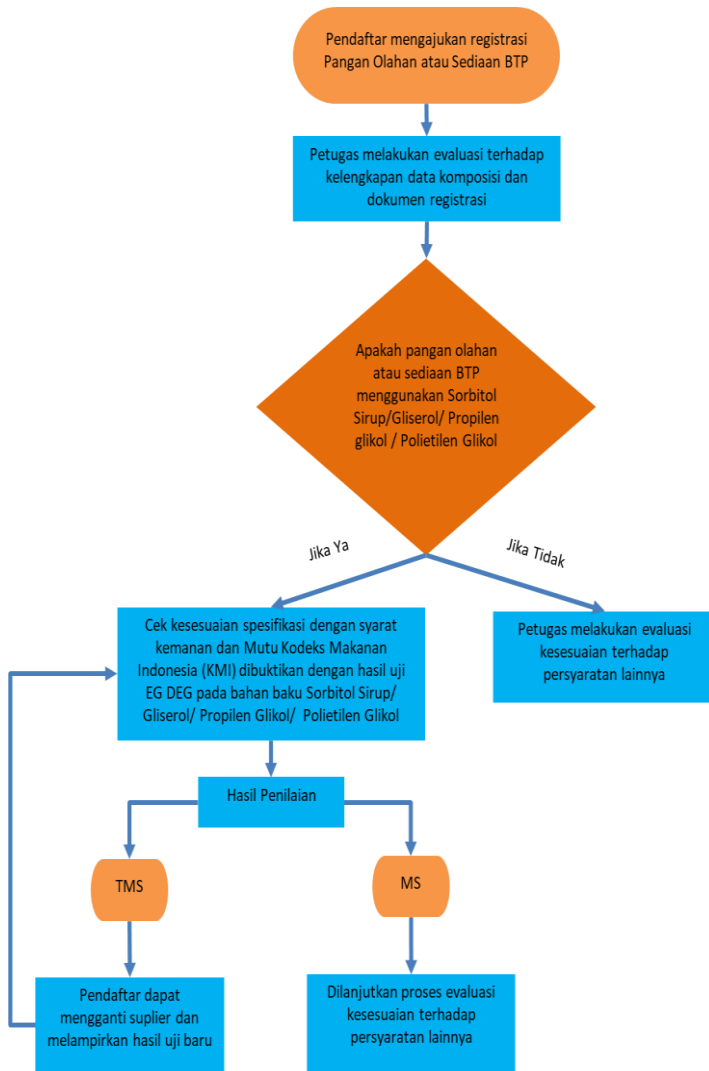 Pendaftar mengajukan registrasi
Pangan Olahan atau Sediaan BTP
Petugas melakukan evaluasi terhadap
kelengkapan data komposisi dan
dokumen registrasi
Apakah pangan olahan
atau sediaan BTP
menggunakan Sorbitol
Sirup/Gliserol/ Propilen
glikol / Polietilen Glikol
Jika Ya
Jika Tidak
Cek kesesuaian spesifikasi dengan syarat
kemanan dan Mutu Kodeks Makanan
Indonesia (KMI) dibuktikan dengan hasil uji
EG DEG pada bahan baku Sorbitol Sirup/
Gliserol/ Propilen Glikol/ Polietilen Glikol
Petugas melakukan evaluasi
kesesuaian terhadap
persyaratan lainnya
Hasil Penilaian
TMS
MS
Pendaftar dapat
mengganti suplier dan
melampirkan hasil uji baru
Dilanjutkan proses evaluasi
kesesuaian terhadap
persyaratan lainnya